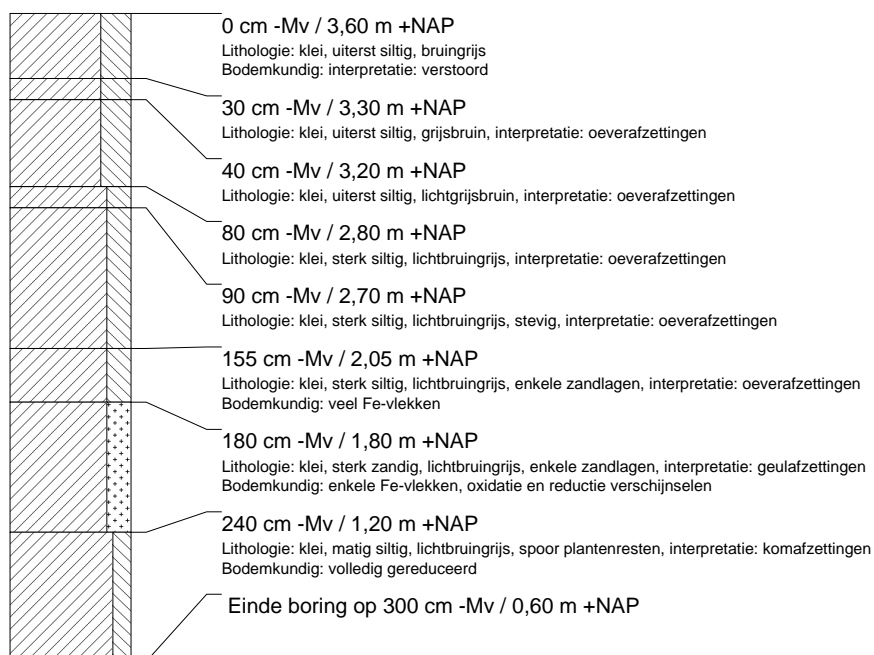 0 cm -Mv / 3,60 m +NAP
Lithologie: klei, uiterst siltig, bruingrijs
Bodemkundig: interpretatie: verstoord
30 cm -Mv / 3,30 m +NAP
Lithologie: klei, uiterst siltig, grijsbruin, interpretatie: oeverafzettingen
40 cm -Mv / 3,20 m +NAP
Lithologie: klei, uiterst siltig, lichtgrijsbruin, interpretatie: oeverafzettingen
80 cm -Mv / 2,80 m +NAP
Lithologie: klei, sterk siltig, lichtbruingrijs, interpretatie: oeverafzettingen
90 cm -Mv / 2,70 m +NAP
Lithologie: klei, sterk siltig, lichtbruingrijs, stevig, interpretatie: oeverafzettingen
155 cm -Mv / 2,05 m +NAP
Lithologie: klei, sterk siltig, lichtbruingrijs, enkele zandlagen, interpretatie: oeverafzettingen
Bodemkundig: veel Fe-vlekken
180 cm -Mv / 1,80 m +NAP
Lithologie: klei, sterk zandig, lichtbruingrijs, enkele zandlagen, interpretatie: geulafzettingen
Bodemkundig: enkele Fe-vlekken, oxidatie en reductie verschijnselen
240 cm -Mv / 1,20 m +NAP
Lithologie: klei, matig siltig, lichtbruingrijs, spoor plantenresten, interpretatie: komafzettingen
Bodemkundig: volledig gereduceerd
Einde boring op 300 cm -Mv / 0,60 m +NAP